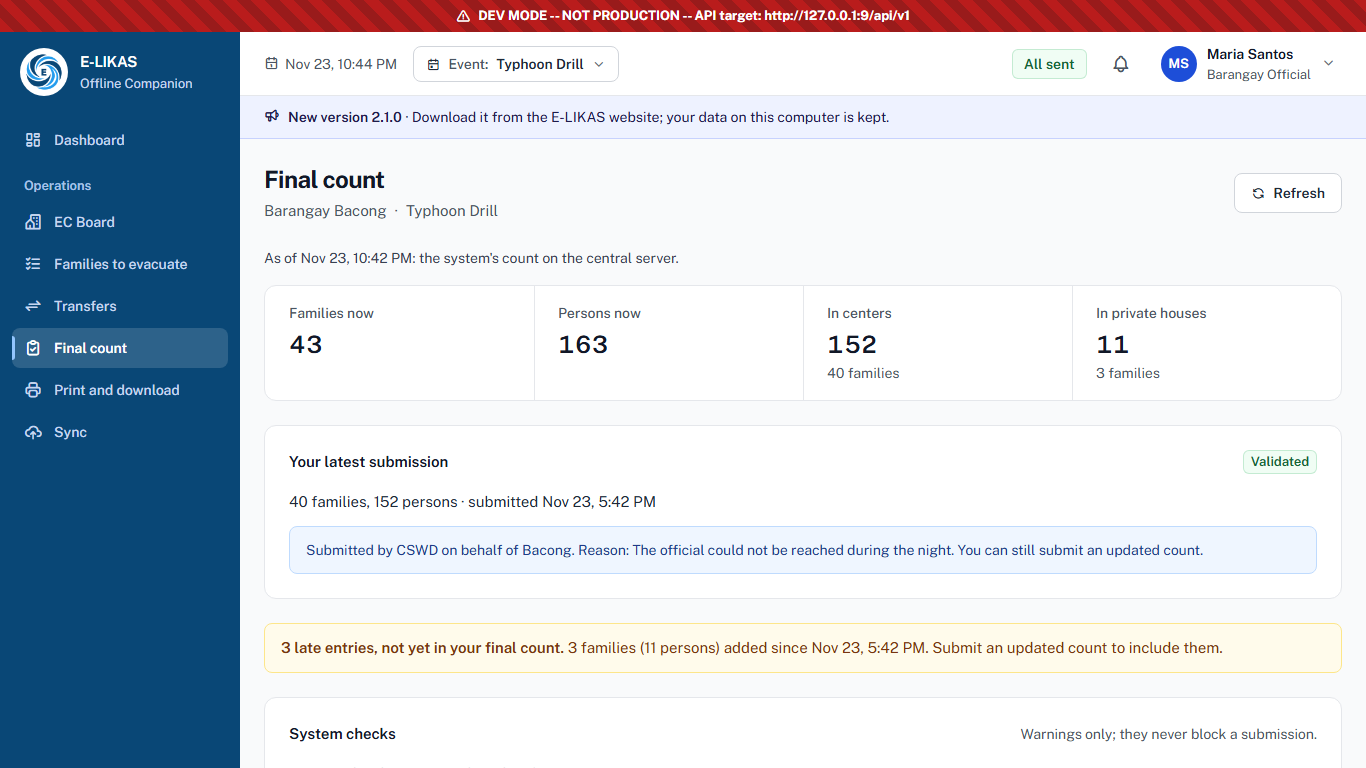 DEV MODE -- NOT PRODUCTION -- API target: http://127.0.0.1:9/api/v1
E-LIKAS
Offline Companion
Nov 23, 10:44 PM
Event: Typhoon Drill
All sent
MS
Maria Santos
Barangay Official
New version 2.1.0 · Download it from the E-LIKAS website; your data on this computer is kept.
Dashboard
Operations
EC Board
Families to evacuate
Transfers
Final count
Print and download
Sync
Final count
Barangay Bacong · Typhoon Drill
Refresh
As of Nov 23, 10:42 PM: the system's count on the central server.
Families now
43
Persons now
163
In centers
152
40 families
In private houses
11
3 families
Your latest submission
Validated
40 families, 152 persons · submitted Nov 23, 5:42 PM
Submitted by CSWD on behalf of Bacong. Reason: The official could not be reached during the night. You can still submit an updated count.
3 late entries, not yet in your final count. 3 families (11 persons) added since Nov 23, 5:42 PM. Submit an updated count to include them.
System checks
Warnings only; they never block a submission.